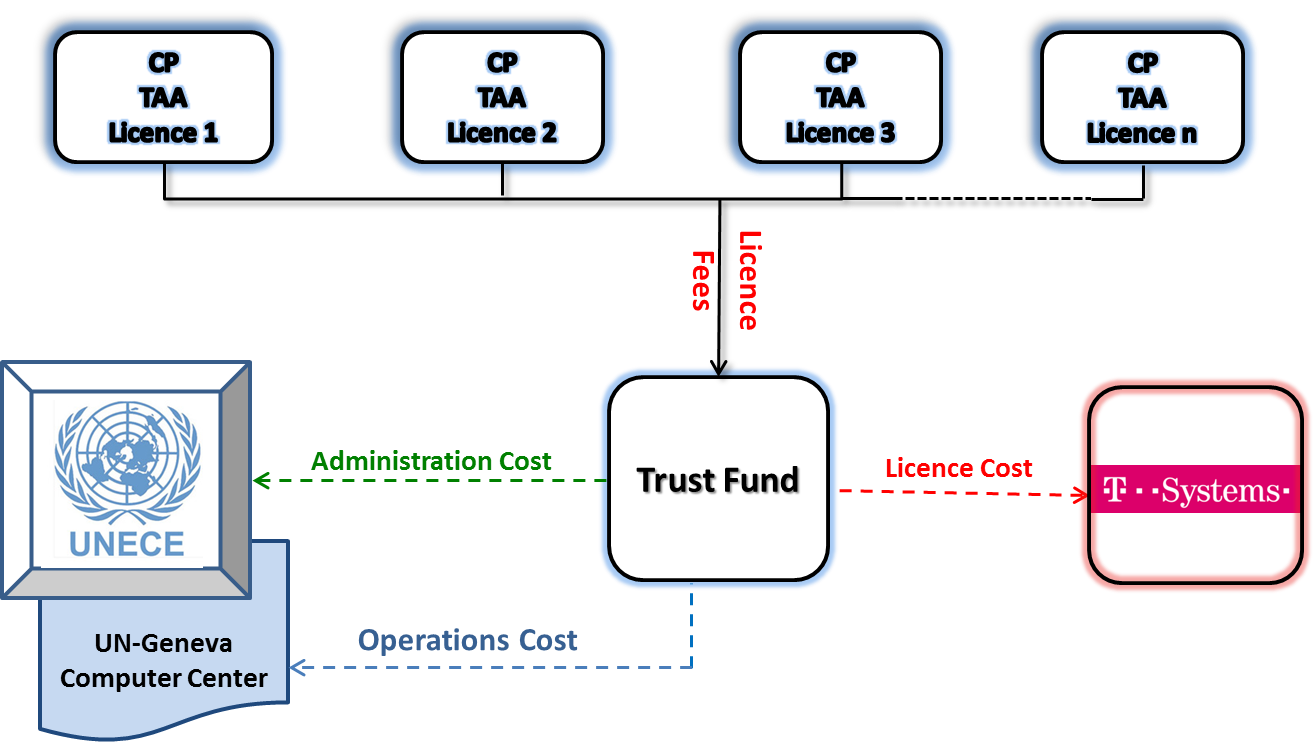 CP
TAA
Licence 1
CP
TAA
Licence 2
CP
TAA
Licence 3
CP
TAA
Licence n
Licence
Fees
UNECE
Administration Cost
Trust Fund
Licence Cost
T··Systems·
UN-Geneva
Computer Center
Operations Cost